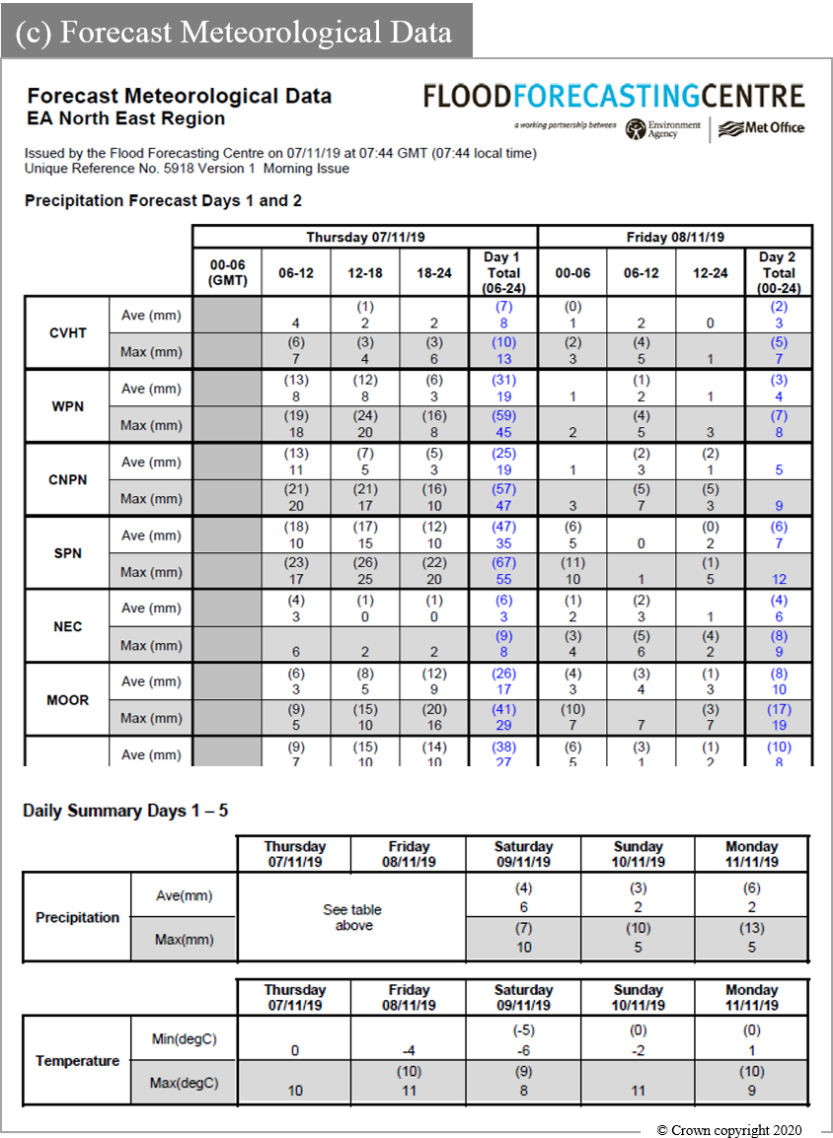 (c) Forecast Meteorological Data
Forecast Meteorological Data
EA North East Region
FLOODFORECASTINGCENTRE
a working partnership between Environment Agency Met Office
Issued by the Flood Forecasting Centre on 07/11/19 at 07:44 GMT (07:44 local time)
Unique Reference No. 5918 Version 1 Morning Issue
Precipitation Forecast Days 1 and 2
Thursday 07/11/19 Friday 08/11/19
00-06 (GMT) 06-12 12-18 18-24 Day 1 Total (06-24) 00-06 06-12 12-24 Day 2 Total (00-24)
CVHT
Ave (mm) (1) (7) (0) (2)
4 2 2 8 1 2 0 3
Max (mm) (6) (3) (3) (10) (2) (4) (5)
7 4 6 13 3 5 1 7
WPN
Ave (mm) (13) (12) (6) (31) (1) (3)
8 8 3 19 1 2 1 4
Max (mm) (19) (24) (16) (59) (4) (7)
18 20 8 45 2 5 3 8
CNPN
Ave (mm) (13) (7) (5) (25) (2) (2)
11 5 3 19 1 3 1 5
Max (mm) (21) (21) (16) (57) (5) (5)
20 17 10 47 3 7 3 9
SPN
Ave (mm) (18) (17) (12) (47) (6) (0) (6)
10 15 10 35 5 0 2 7
Max (mm) (23) (26) (22) (67) (11) (1)
17 25 20 55 10 1 5 12
NEC
Ave (mm) (4) (1) (1) (6) (1) (2) (4)
3 0 0 3 2 3 1 6
Max (mm) (9) (3) (5) (4) (8)
6 2 2 8 4 6 2 9
MOOR
Ave (mm) (6) (8) (12) (26) (4) (3) (1) (8)
3 5 9 17 3 4 3 10
Max (mm) (9) (15) (20) (41) (10) (3) (17)
5 10 16 29 7 7 7 19
Ave (mm) (9) (15) (14) (38) (6) (3) (1) (10)
7 10 10 27 5 1 2 8
Daily Summary Days 1 – 5
Thursday 07/11/19 Friday 08/11/19 Saturday 09/11/19 Sunday 10/11/19 Monday 11/11/19
Precipitation
See table above
Ave(mm) (4) (3) (6)
6 2 2
Max(mm) (7) (10) (13)
10 5 5
Thursday 07/11/19 Friday 08/11/19 Saturday 09/11/19 Sunday 10/11/19 Monday 11/11/19
Temperature
Min(degC) (-5) (0) (0)
0 -4 -6 -2 1
Max(degC) (10) (9) (10)
10 11 8 11 9
© Crown copyright 2020